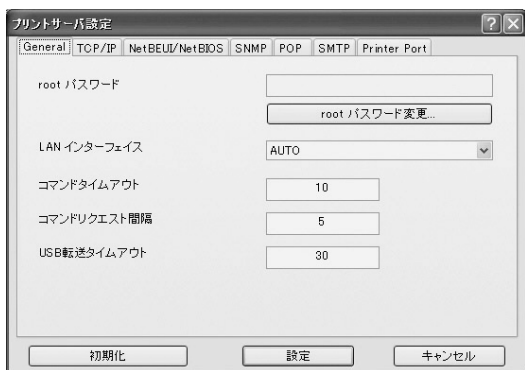 プリントサーバ設定
General TCP/IP NetBEUI/NetBIOS SNMP POP SMTP Printer Port
root パスワード
root パスワード変更...
LAN インターフェイス AUTO
コマンドタイムアウト 10
コマンドリクエスト間隔 5
USB転送タイムアウト 30
初期化 設定 キャンセル